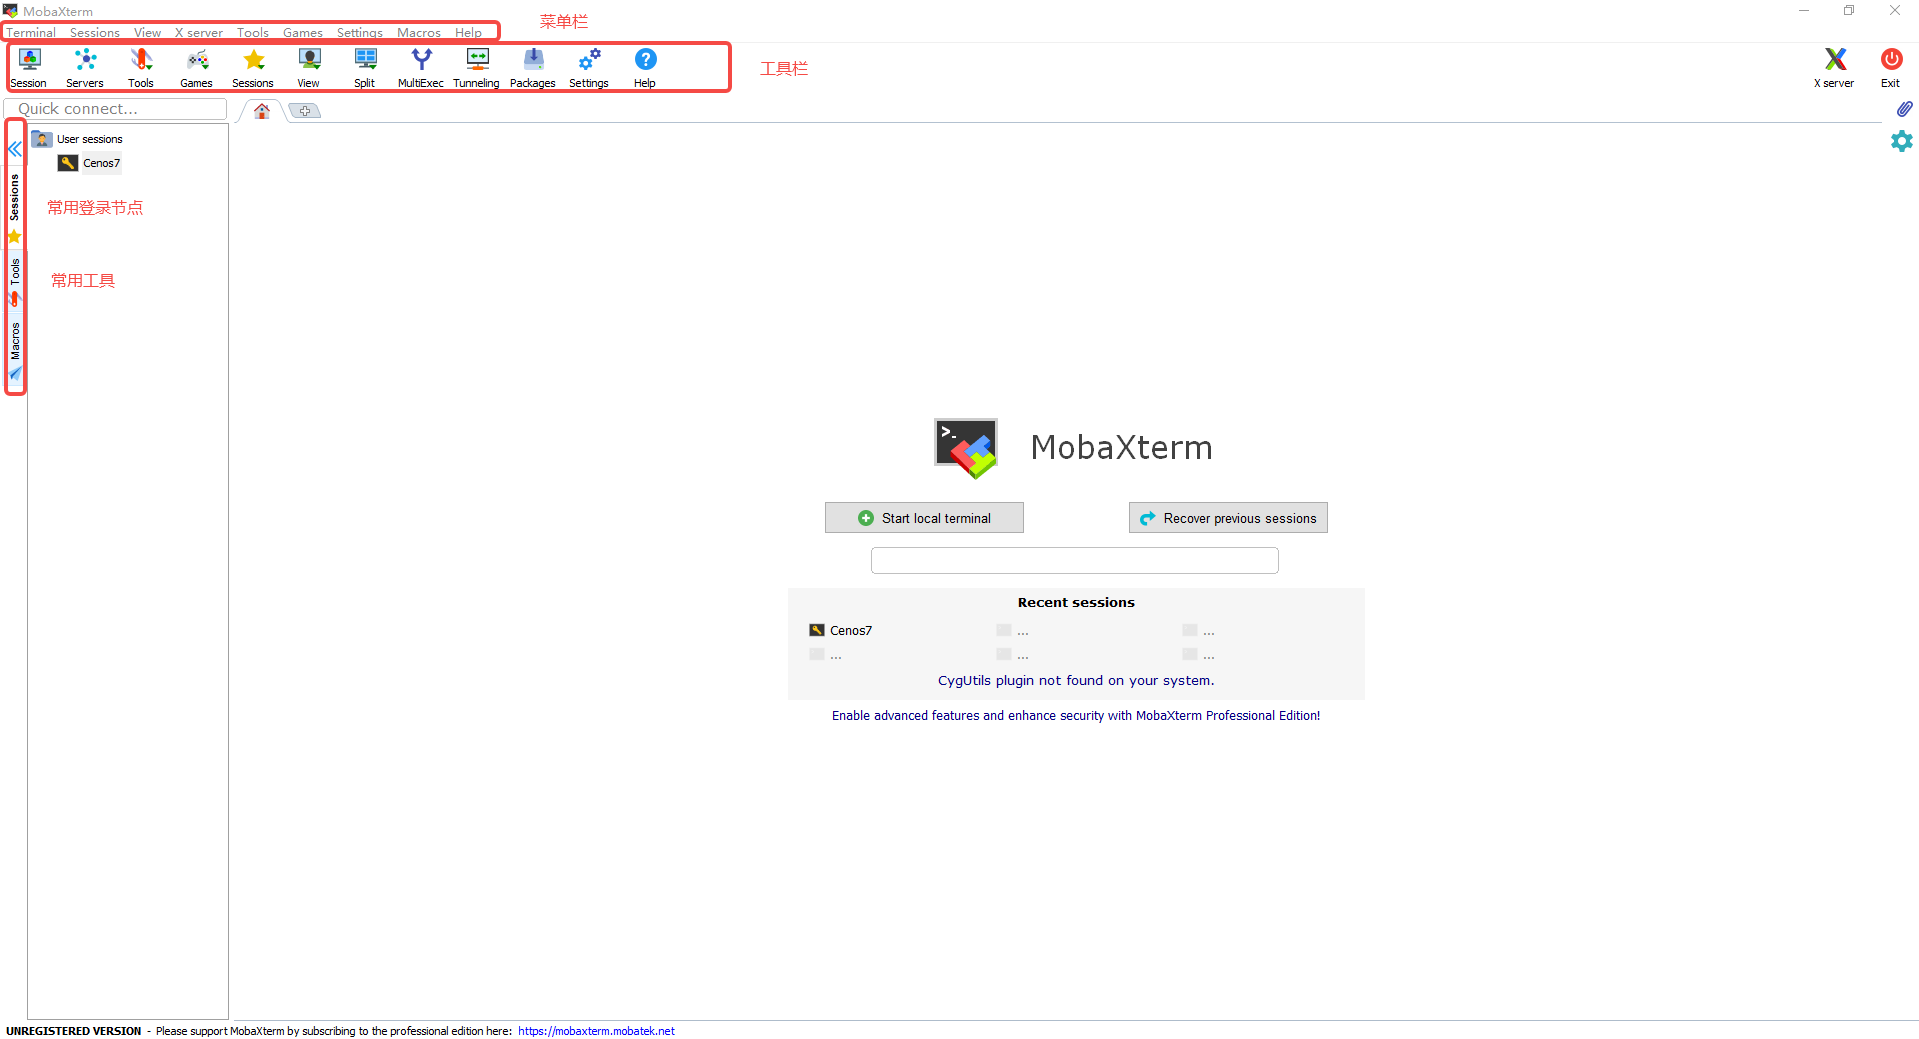 MobaXterm
菜单栏
Terminal Sessions View X server Tools Games Settings Macros Help
工具栏
Session Servers Tools Games Sessions View Split MultiExec Tunneling Packages Settings Help X server Exit
Quick connect...
User sessions
Cenos7
Sessions
常用登录节点
Tools
常用工具
Macros
>_
MobaXterm
Start local terminal Recover previous sessions
Recent sessions
Cenos7 ... ...
... ... ...
CygUtils plugin not found on your system.
Enable advanced features and enhance security with MobaXterm Professional Edition!
UNREGISTERED VERSION - Please support MobaXterm by subscribing to the professional edition here: https://mobaxterm.mobatek.net